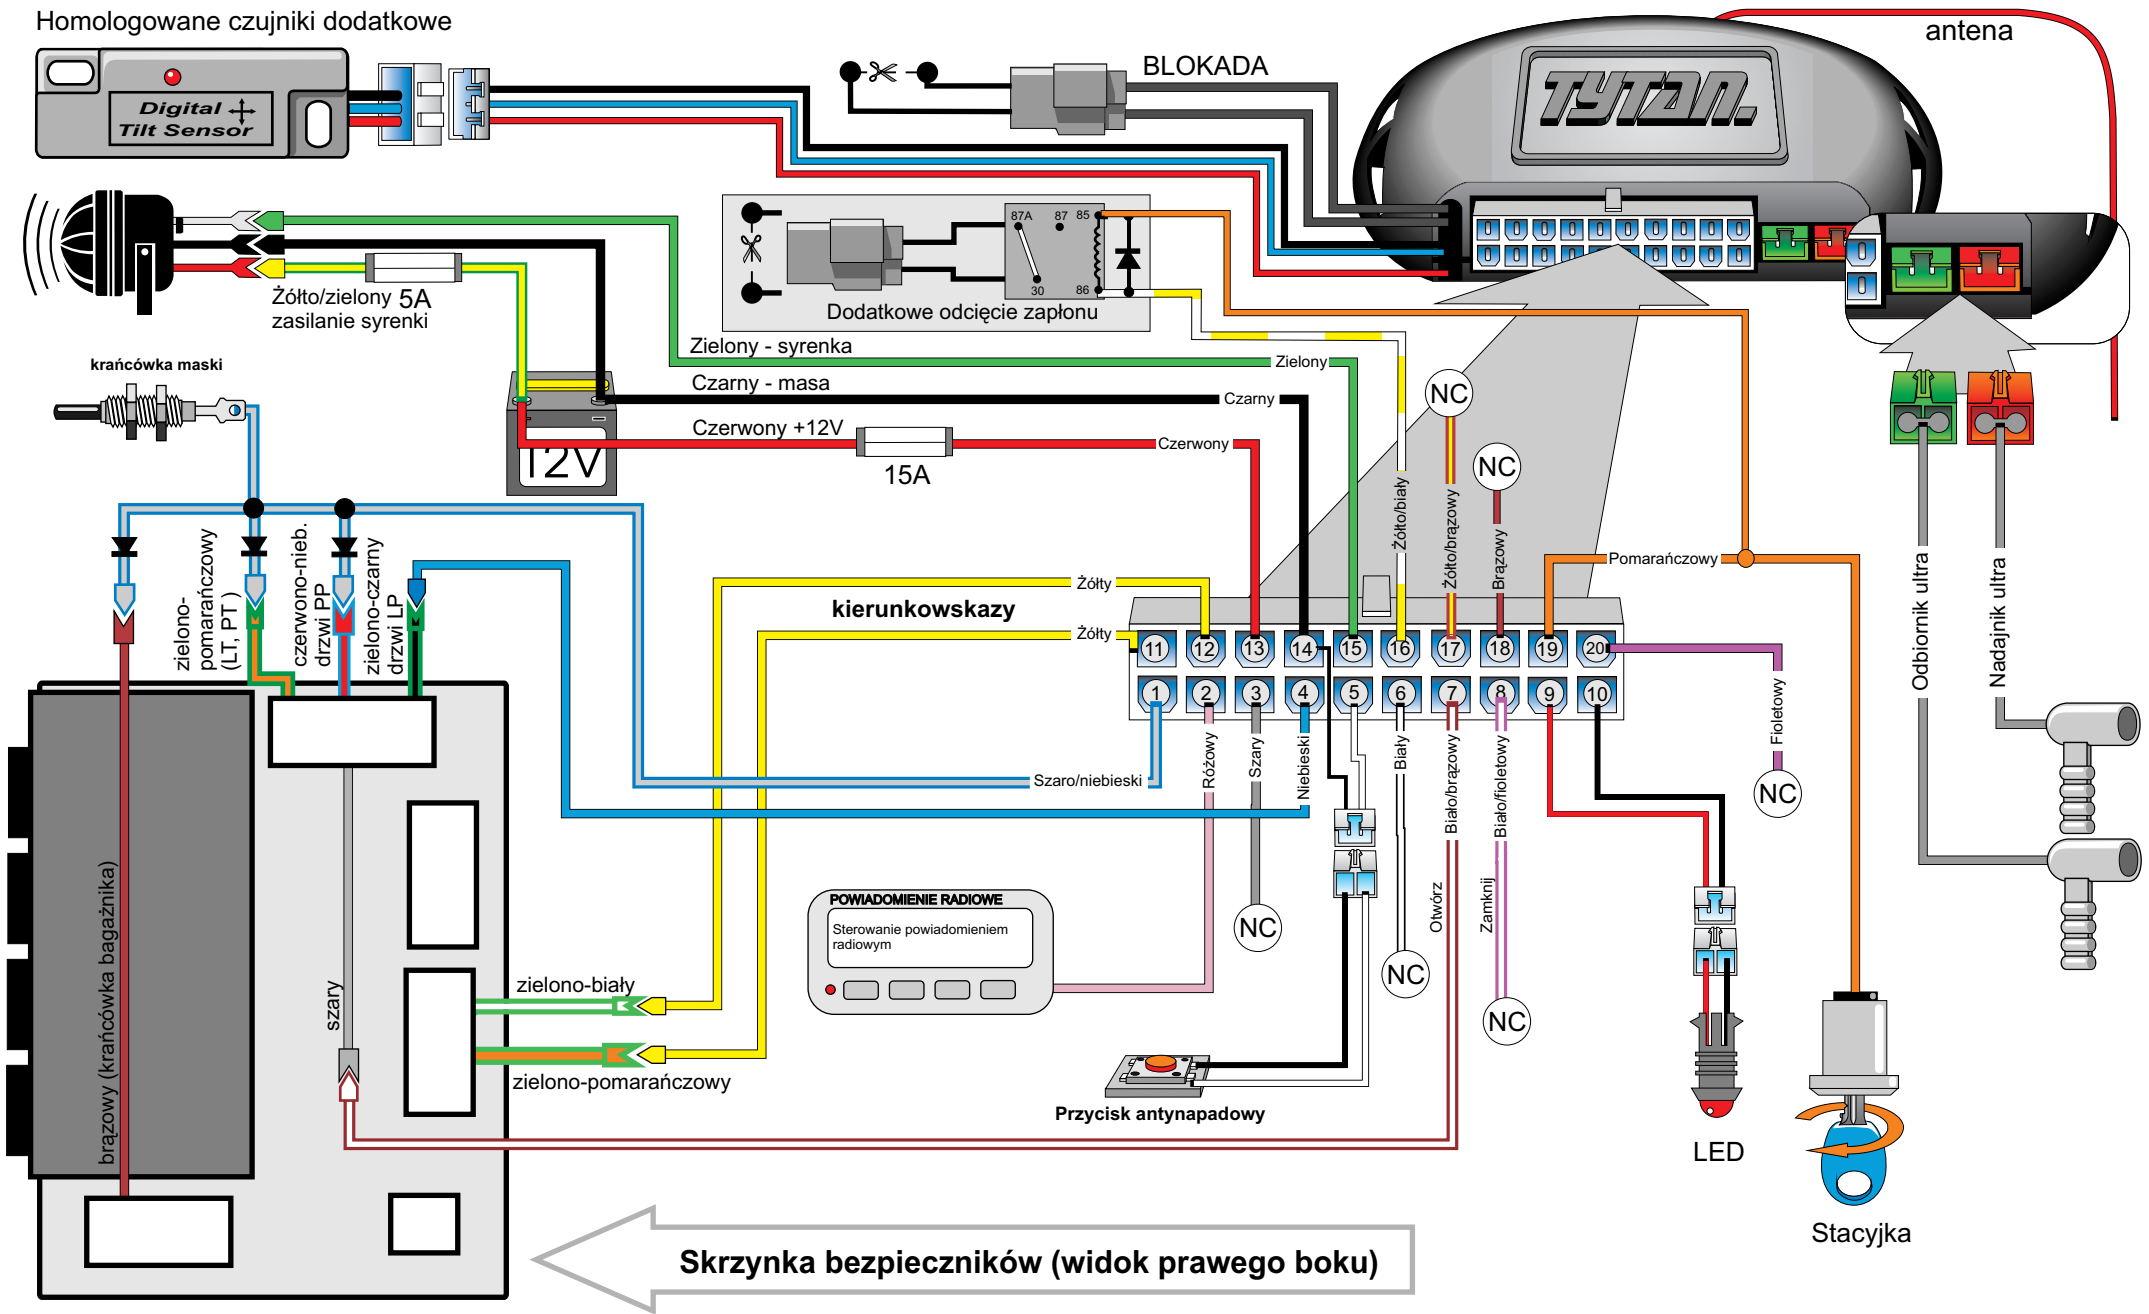 Homologowane czujniki dodatkowe
Digital
Tilt Sensor
BLOKADA
TYTAN.
antena
Żółto/zielony 5A
zasilanie syrenki
87A
87
85
30
86
Dodatkowe odcięcie zapłonu
Zielony - syrenka
Zielony
krańcówka maski
Czarny - masa
Czarny
Czerwony +12V
Czerwony
12V
15A
NC
NC
Żółto/biały
Żółto/brązowy
Brązowy
Pomarańczowy
zielono-
pomarańczowy
(LT, PT )
czerwono-nieb.
drzwi PP
zielono-czarny
drzwi LP
Żółty
kierunkowskazy
Żółty
11
12
13
14
15
16
17
18
19
20
1
2
3
4
5
6
7
8
9
10
Odbiornik ultra
Nadajnik ultra
Szaro/niebieski
Różowy
Szary
Niebieski
Biały
Biało/brązowy
Biało/fioletowy
Fioletowy
NC
Otwórz
Zamknij
POWIADOMIENIE RADIOWE
Sterowanie powiadomieniem
radiowym
NC
NC
NC
brązowy (krańcówka bagażnika)
szary
zielono-biały
zielono-pomarańczowy
Przycisk antynapadowy
LED
Stacyjka
Skrzynka bezpieczników (widok prawego boku)